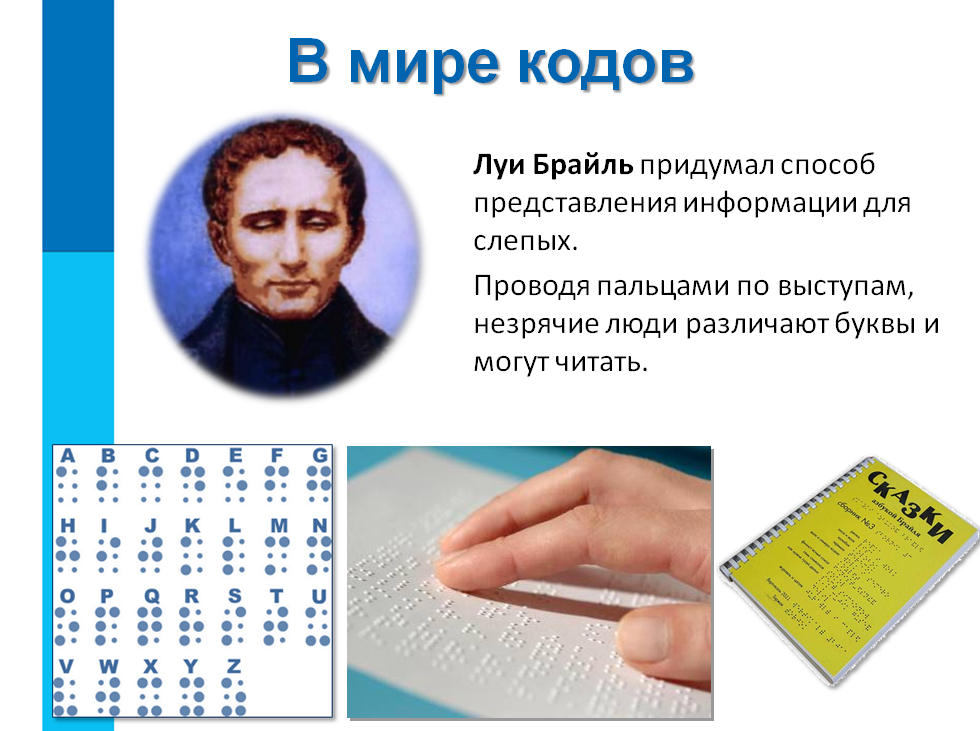 В мире кодов
Луи Брайль придумал способ
представления информации для
слепых.
Проводя пальцами по выступам,
незрячие люди различают буквы и
могут читать.
A B C D E F G
H I J K L M N
O P Q R S T U
V W X Y Z
СКАЗКИ
азбукой Брайля
сборник №3